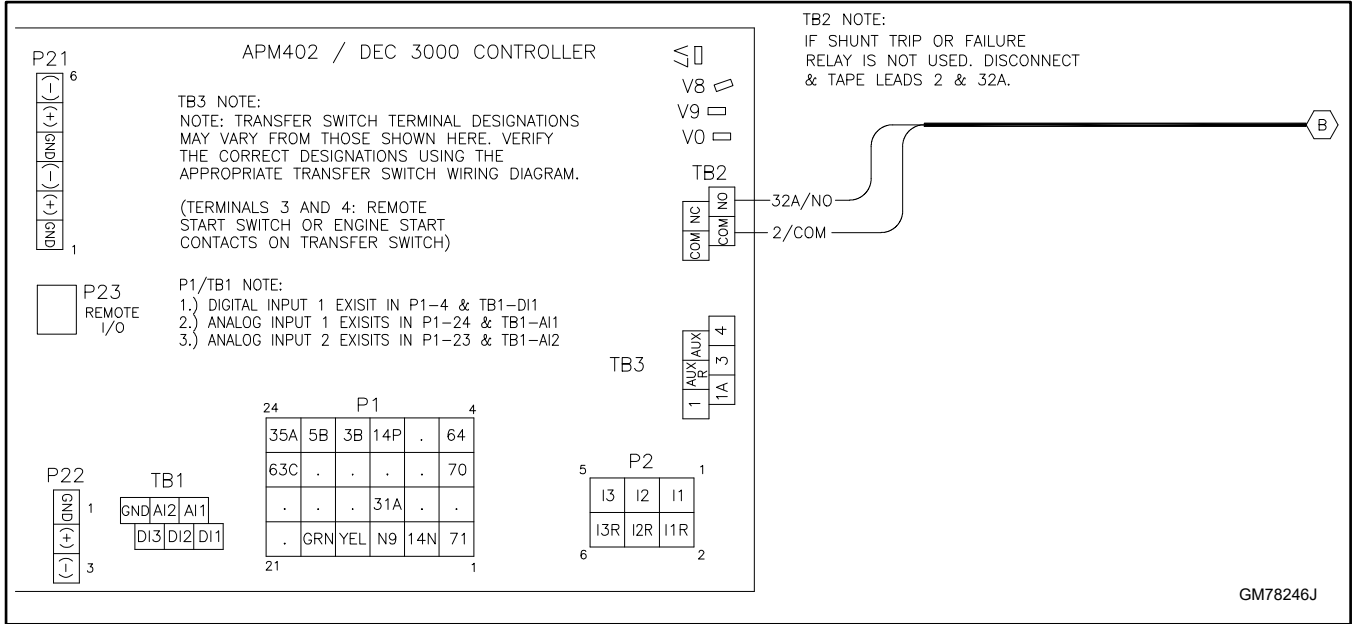 APM402 / DEC 3000 CONTROLLER
TB2 NOTE:
IF SHUNT TRIP OR FAILURE
RELAY IS NOT USED. DISCONNECT
& TAPE LEADS 2 & 32A.
P21
6
(-)
(+)
GND
(-)
(+)
GND
1
TB3 NOTE:
NOTE: TRANSFER SWITCH TERMINAL DESIGNATIONS
MAY VARY FROM THOSE SHOWN HERE. VERIFY
THE CORRECT DESIGNATIONS USING THE
APPROPRIATE TRANSFER SWITCH WIRING DIAGRAM.
(TERMINALS 3 AND 4: REMOTE
START SWITCH OR ENGINE START
CONTACTS ON TRANSFER SWITCH)
V8
V9
V0
B
TB2
NC NO
COM COM
32A/NO
2/COM
P23
REMOTE
I/O
P1/TB1 NOTE:
1.) DIGITAL INPUT 1 EXISIT IN P1-4 & TB1-DI1
2.) ANALOG INPUT 1 EXISITS IN P1-24 & TB1-AI1
3.) ANALOG INPUT 2 EXISITS IN P1-23 & TB1-AI2
TB3
AUX 4
AUX R 3
1 1A
P1
24 4
35A 5B 3B 14P . 64
63C . . . . 70
. . . 31A . .
. GRN YEL N9 14N 71
21 1
P2
5 1
I3 I2 I1
I3R I2R I1R
6 2
P22
GND 1
(+)
(-) 3
TB1
GND AI2 AI1
DI3 DI2 DI1
GM78246J